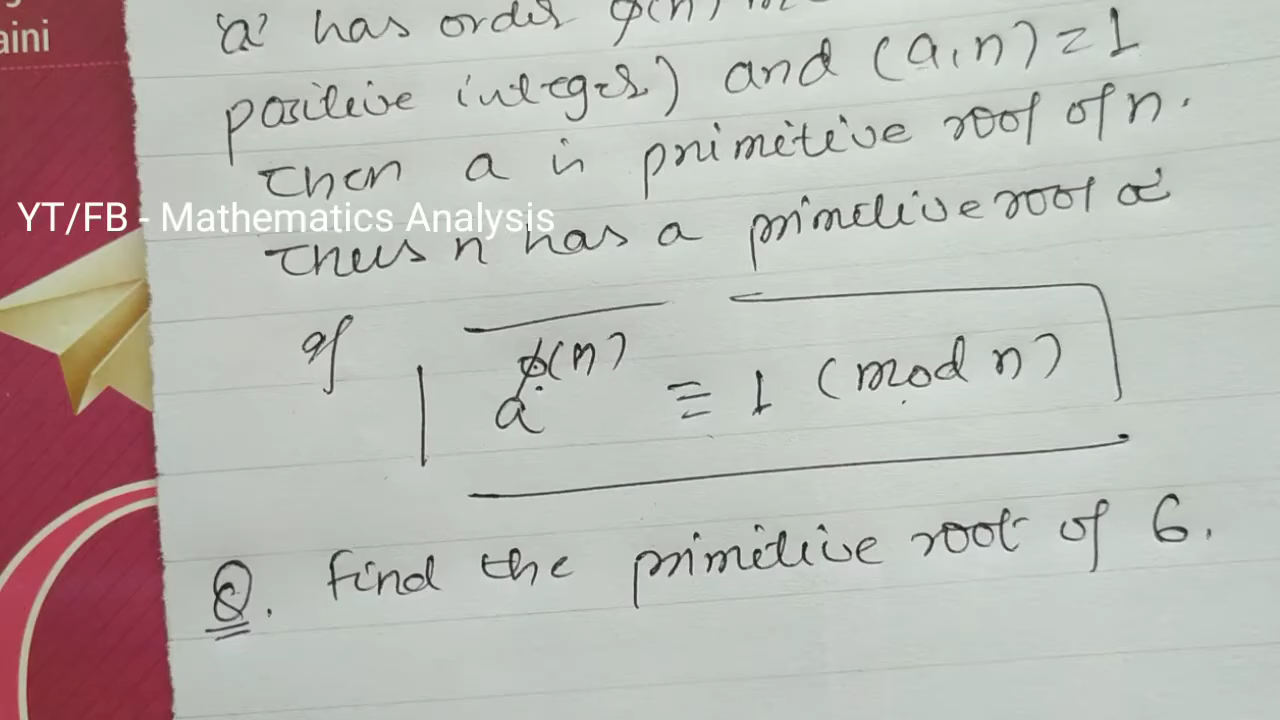 aini
'a' has order φ(n)
positive integer) and (a,n)=1
then a is primitive root of n.
YT/FB - Mathematics Analysis
thus n has a primitive root a
if
a^φ(n) ≡ 1 (mod n)
Q. find the primitive root of 6.